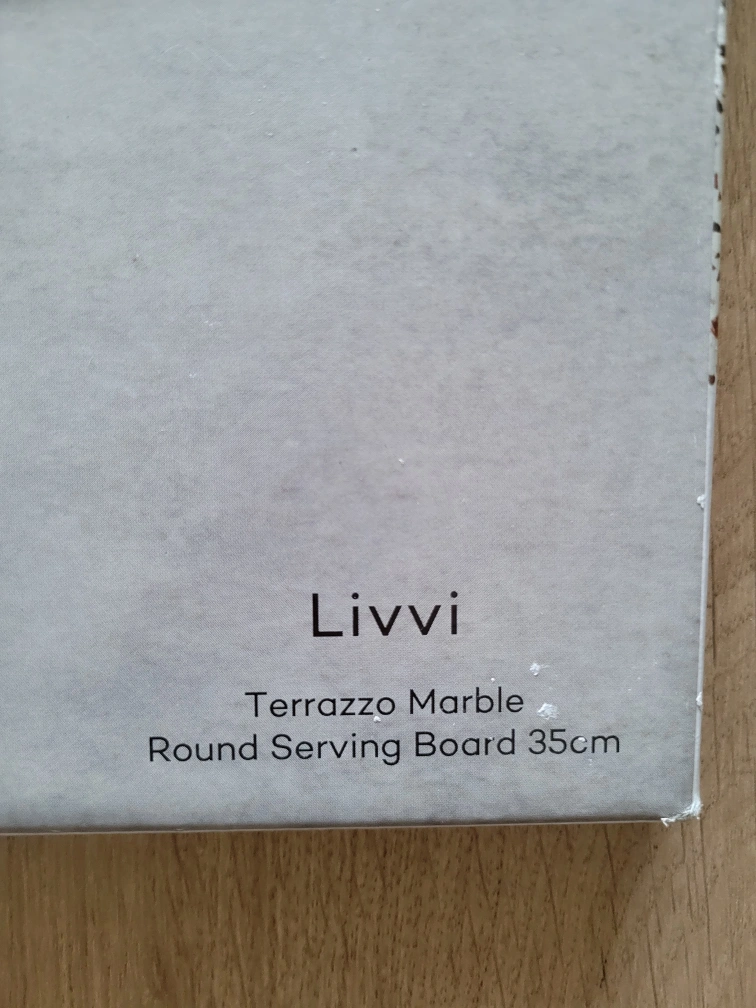 Livvi
Terrazzo Marble
Round Serving Board 35cm